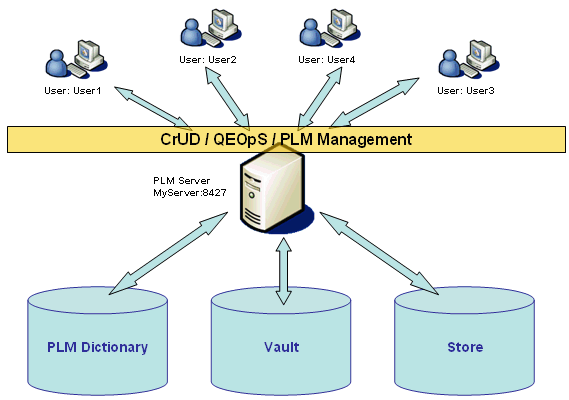 User: User1
User: User2
User: User4
User: User3
CrUD / QEOpS / PLM Management
PLM Server
MyServer:8427
PLM Dictionary
Vault
Store